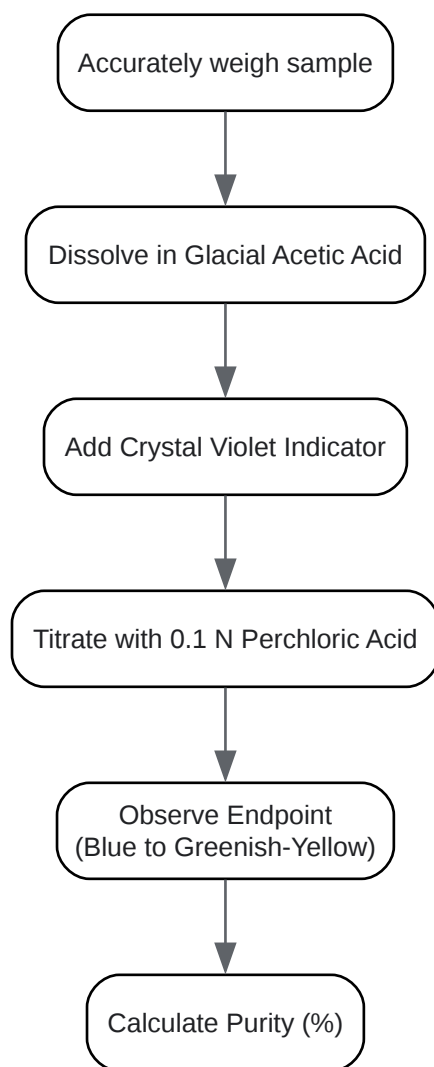 Accurately weigh sample
Dissolve in Glacial Acetic Acid
Add Crystal Violet Indicator
Titrate with 0.1 N Perchloric Acid
Observe Endpoint
(Blue to Greenish-Yellow)
Calculate Purity (%)